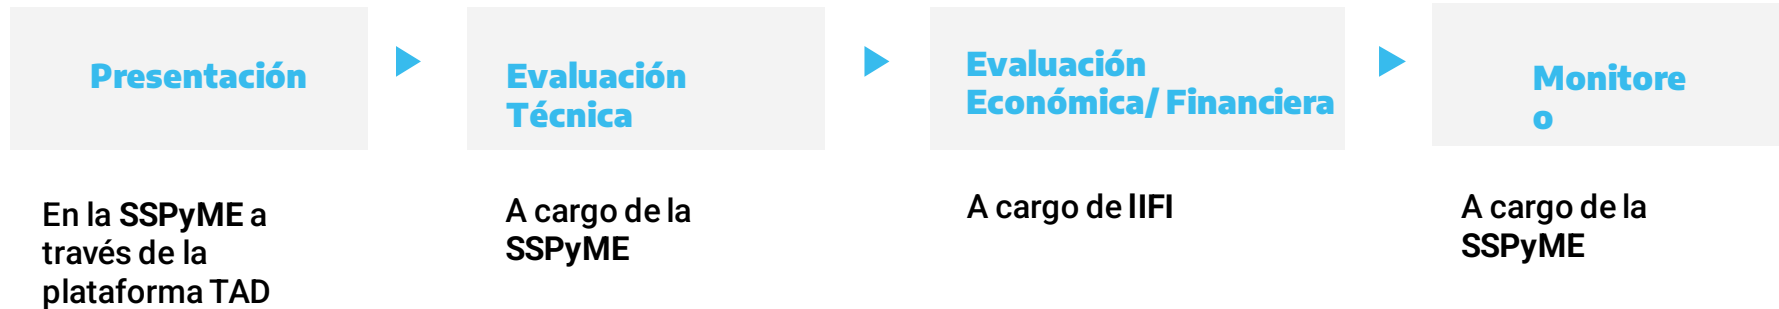 Presentación
En la SSPyME a
través de la
plataforma TAD
Evaluación
Técnica
A cargo de la
SSPyME
Evaluación
Económica/ Financiera
A cargo de lIFI
Monitore
o
A cargo de la
SSPyME